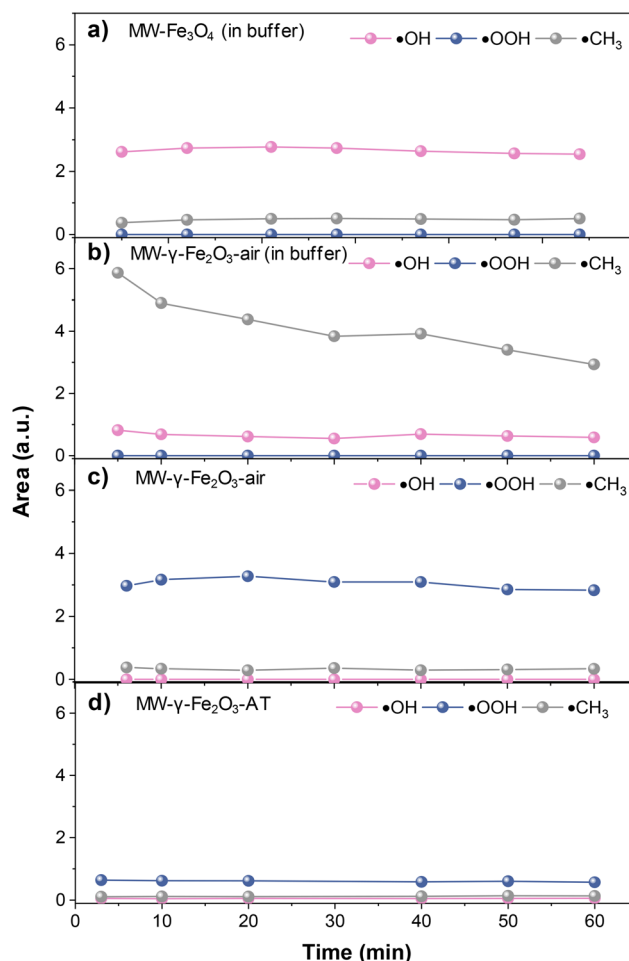 a) MW-Fe₃O₄ (in buffer)
•OH •OOH •CH₃
6
4
2
0
b) MW-γ-Fe₂O₃-air (in buffer)
•OH •OOH •CH₃
6
4
2
0
c) MW-γ-Fe₂O₃-air
•OH •OOH •CH₃
6
4
2
0
d) MW-γ-Fe₂O₃-AT
•OH •OOH •CH₃
6
4
2
0
0 10 20 30 40 50 60
Time (min)
Area (a.u.)